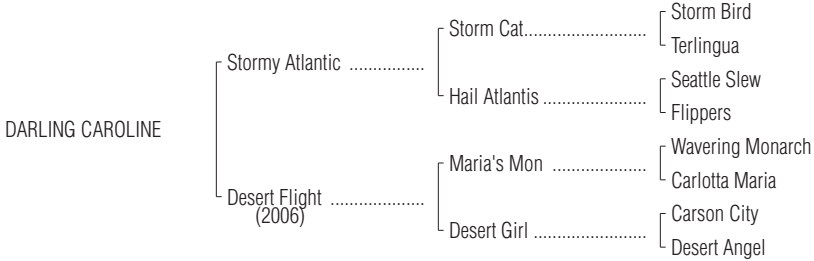 DARLING CAROLINE
Stormy Atlantic ................
Desert Flight ....................
(2006)
Storm Cat..........................
Hail Atlantis ......................
Maria's Mon ....................
Desert Girl ........................
Storm Bird
Terlingua
Seattle Slew
Flippers
Wavering Monarch
Carlotta Maria
Carson City
Desert Angel